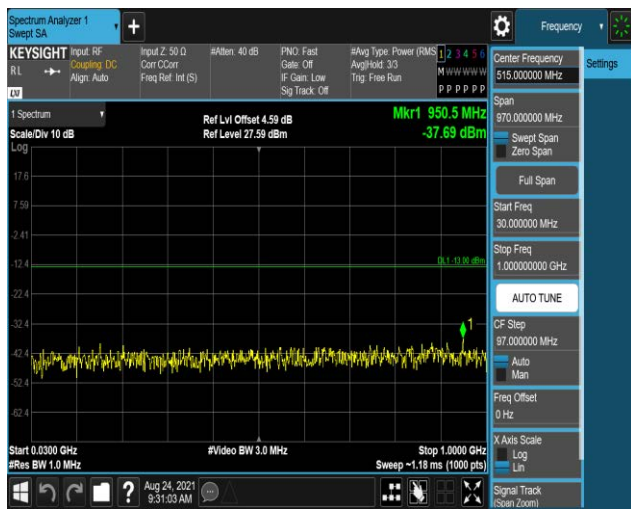 Spectrum Analyzer 1
Swept SA
Frequency
KEYSIGHT
RL
LXI
Input: RF
Coupling: DC
Align: Auto
Input Z: 50 Ω
Corr CCorr
Freq Ref: Int (S)
#Atten: 40 dB
PNO: Fast
Gate: Off
IF Gain: Low
Sig Track: Off
#Avg Type: Power (RMS
Avg|Hold: 3/3
Trig: Free Run
1 2 3 4 5 6
M W W W W W
P P P P P P
1 Spectrum
Scale/Div 10 dB
Log
Ref Lvl Offset 4.59 dB
Ref Level 27.59 dBm
Mkr1 950.5 MHz
-37.69 dBm
17.6
7.59
-2.41
-12.4
-22.4
-32.4
-42.4
-52.4
-62.4
DL1 -13.00 dBm
1
Start 0.0300 GHz
#Res BW 1.0 MHz
#Video BW 3.0 MHz
Stop 1.0000 GHz
Sweep ~1.18 ms (1000 pts)
?
Aug 24, 2021
9:31:03 AM
Center Frequency
515.000000 MHz
Span
970.000000 MHz
Swept Span
Zero Span
Full Span
Start Freq
30.000000 MHz
Stop Freq
1.000000000 GHz
AUTO TUNE
CF Step
97.000000 MHz
Auto
Man
Freq Offset
0 Hz
X Axis Scale
Log
Lin
Signal Track
(Span Zoom)
Settings